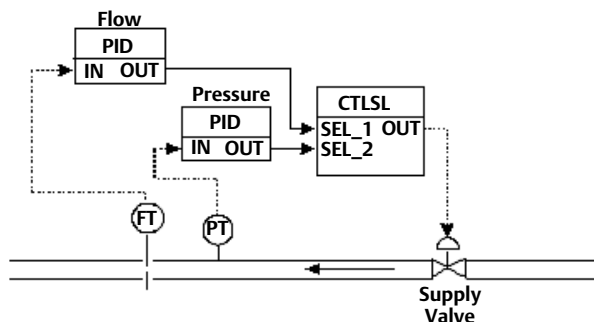 Flow
PID
IN OUT
Pressure
PID
IN OUT
CTLSL
SEL_1 OUT
SEL_2
FT
PT
Supply
Valve